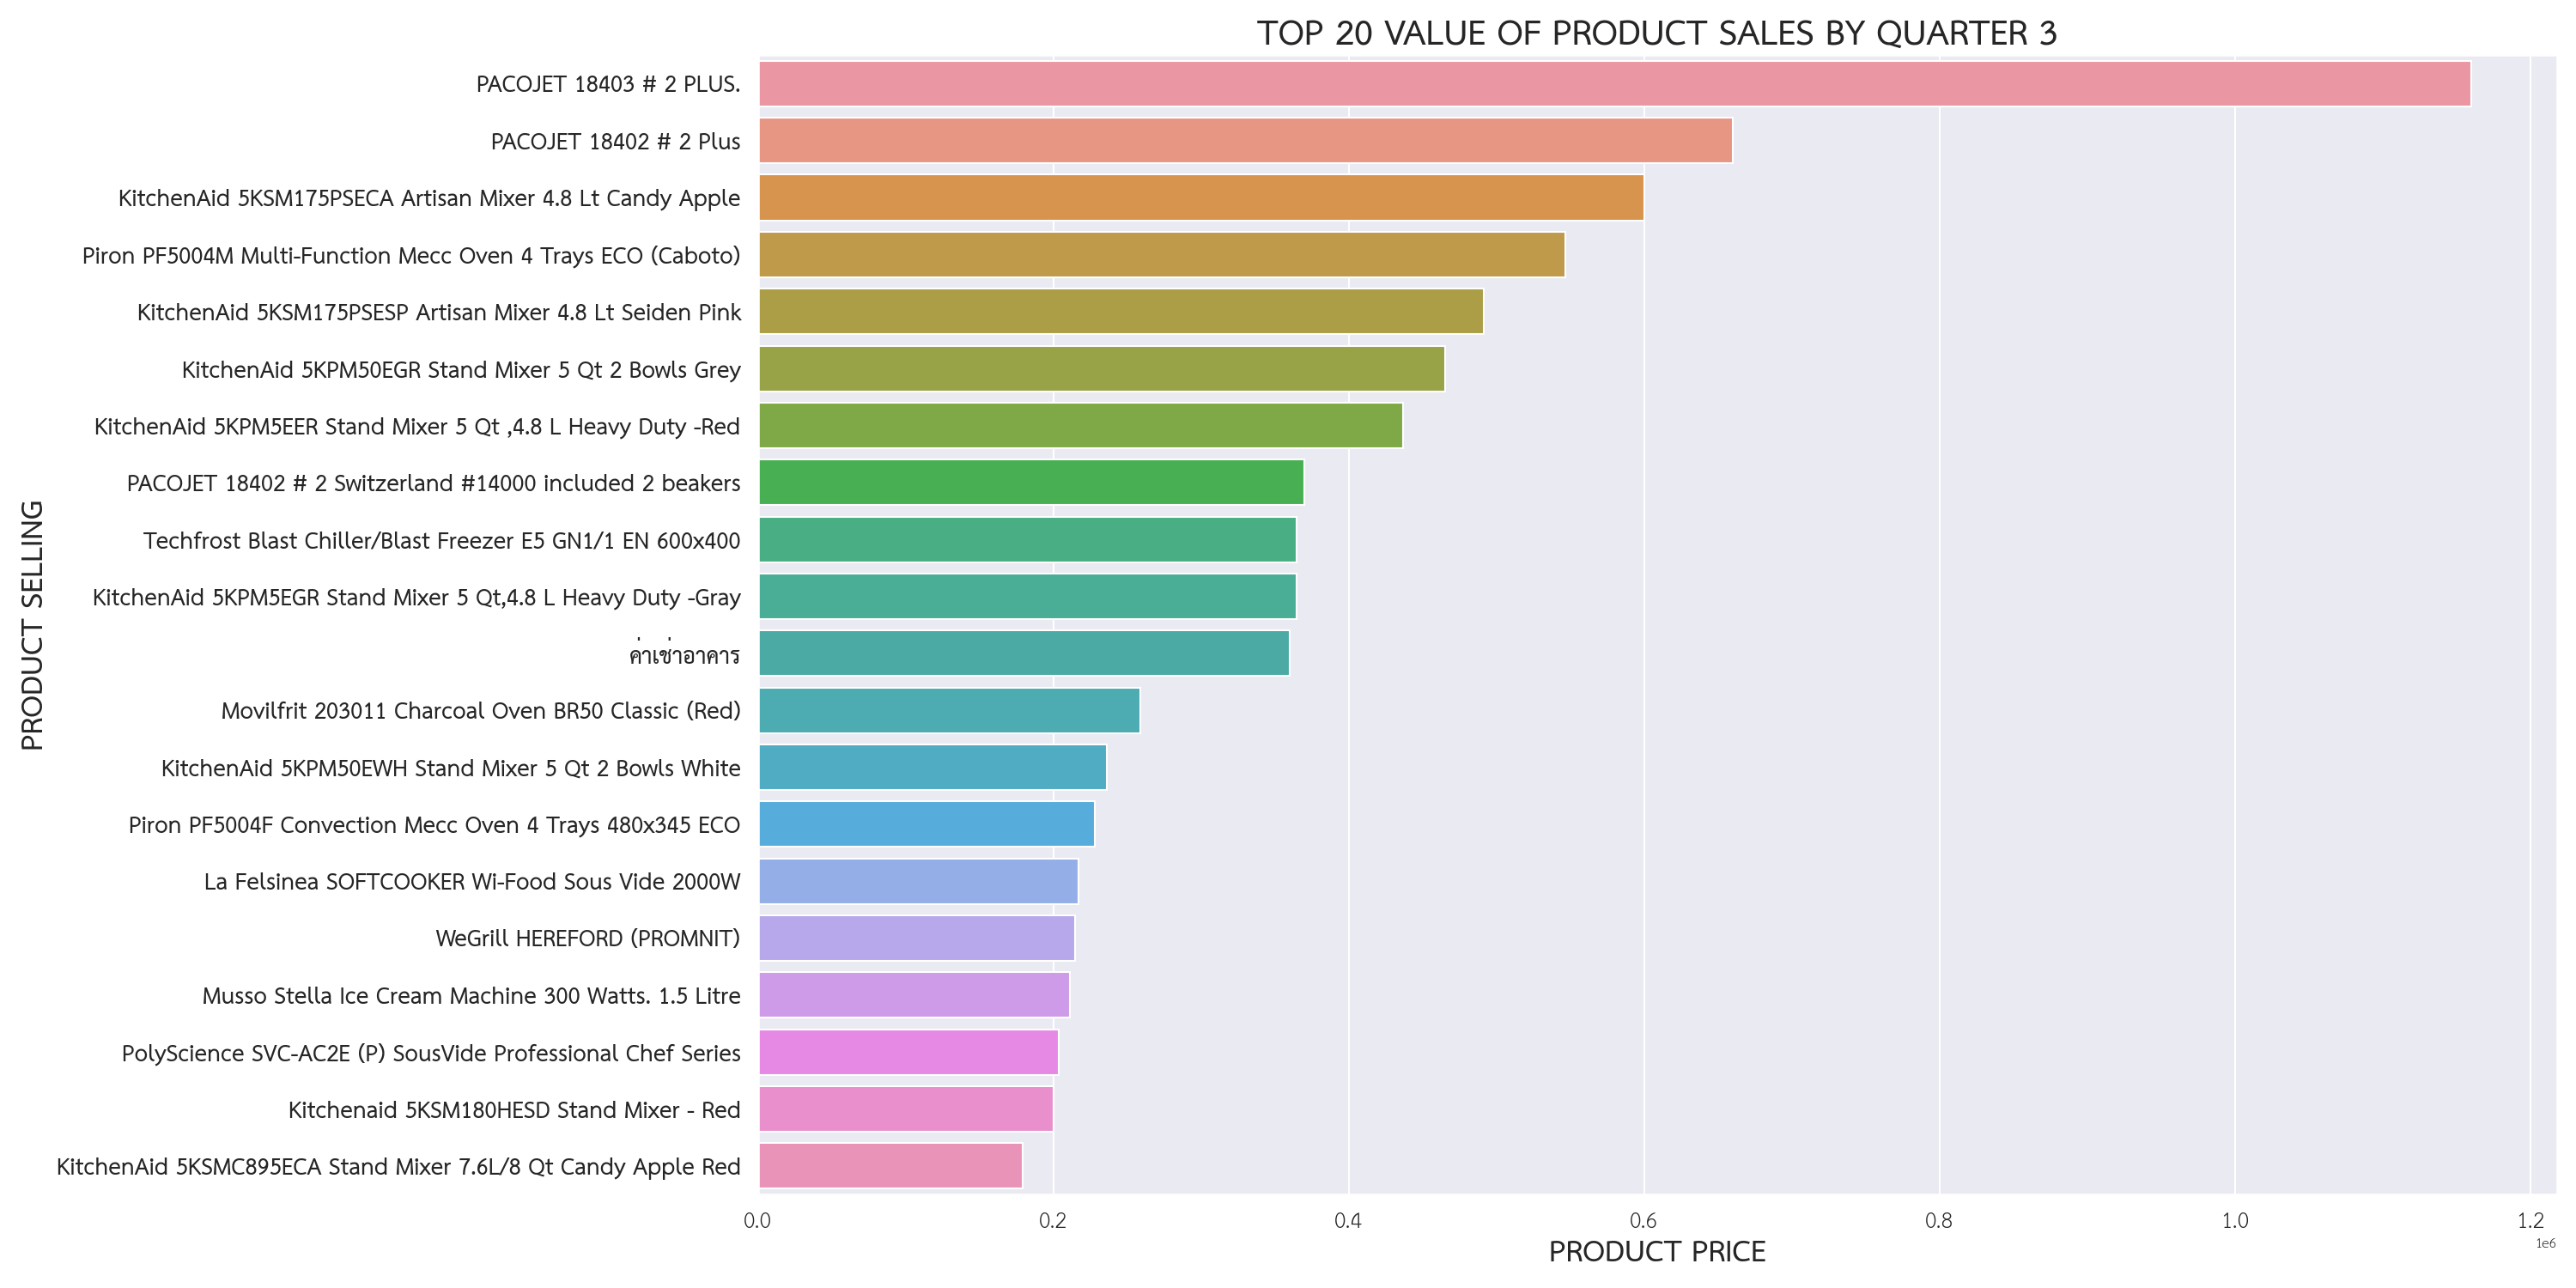 TOP 20 VALUE OF PRODUCT SALES BY QUARTER 3
PRODUCT SELLING
PACOJET 18403 # 2 PLUS.
PACOJET 18402 # 2 Plus
KitchenAid 5KSM175PSECA Artisan Mixer 4.8 Lt Candy Apple
Piron PF5004M Multi-Function Mecc Oven 4 Trays ECO (Caboto)
KitchenAid 5KSM175PSESP Artisan Mixer 4.8 Lt Seiden Pink
KitchenAid 5KPM50EGR Stand Mixer 5 Qt 2 Bowls Grey
KitchenAid 5KPM5EER Stand Mixer 5 Qt ,4.8 L Heavy Duty -Red
PACOJET 18402 # 2 Switzerland #14000 included 2 beakers
Techfrost Blast Chiller/Blast Freezer E5 GN1/1 EN 600x400
KitchenAid 5KPM5EGR Stand Mixer 5 Qt,4.8 L Heavy Duty -Gray
ค่าเช่าอาคาร
Movilfrit 203011 Charcoal Oven BR50 Classic (Red)
KitchenAid 5KPM50EWH Stand Mixer 5 Qt 2 Bowls White
Piron PF5004F Convection Mecc Oven 4 Trays 480x345 ECO
La Felsinea SOFTCOOKER Wi-Food Sous Vide 2000W
WeGrill HEREFORD (PROMNIT)
Musso Stella Ice Cream Machine 300 Watts. 1.5 Litre
PolyScience SVC-AC2E (P) SousVide Professional Chef Series
Kitchenaid 5KSM180HESD Stand Mixer - Red
KitchenAid 5KSMC895ECA Stand Mixer 7.6L/8 Qt Candy Apple Red
0.0 0.2 0.4 0.6 0.8 1.0 1.2
1e6
PRODUCT PRICE